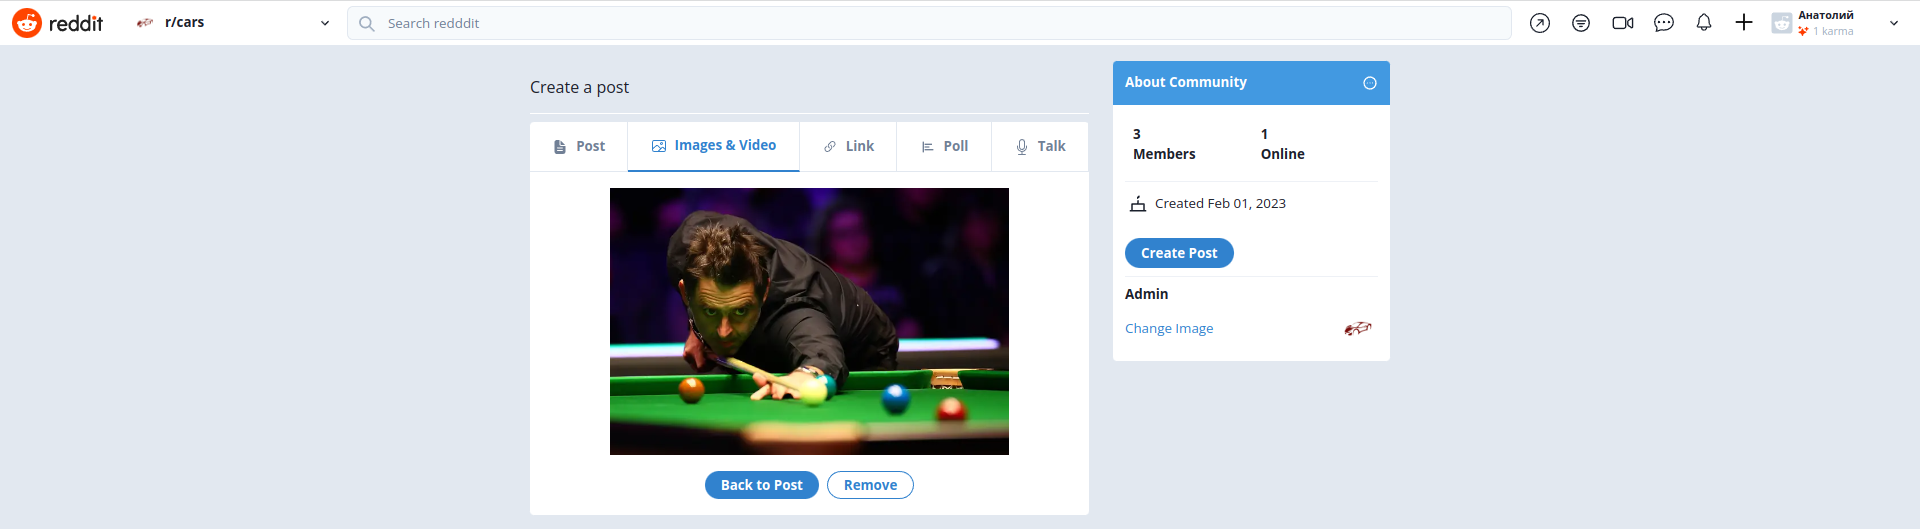 reddit
r/cars
Search redddit
Анатолий
1 karma
Create a post
Post
Images & Video
Link
Poll
Talk
Back to Post
Remove
About Community
3
Members
1
Online
Created Feb 01, 2023
Create Post
Admin
Change Image